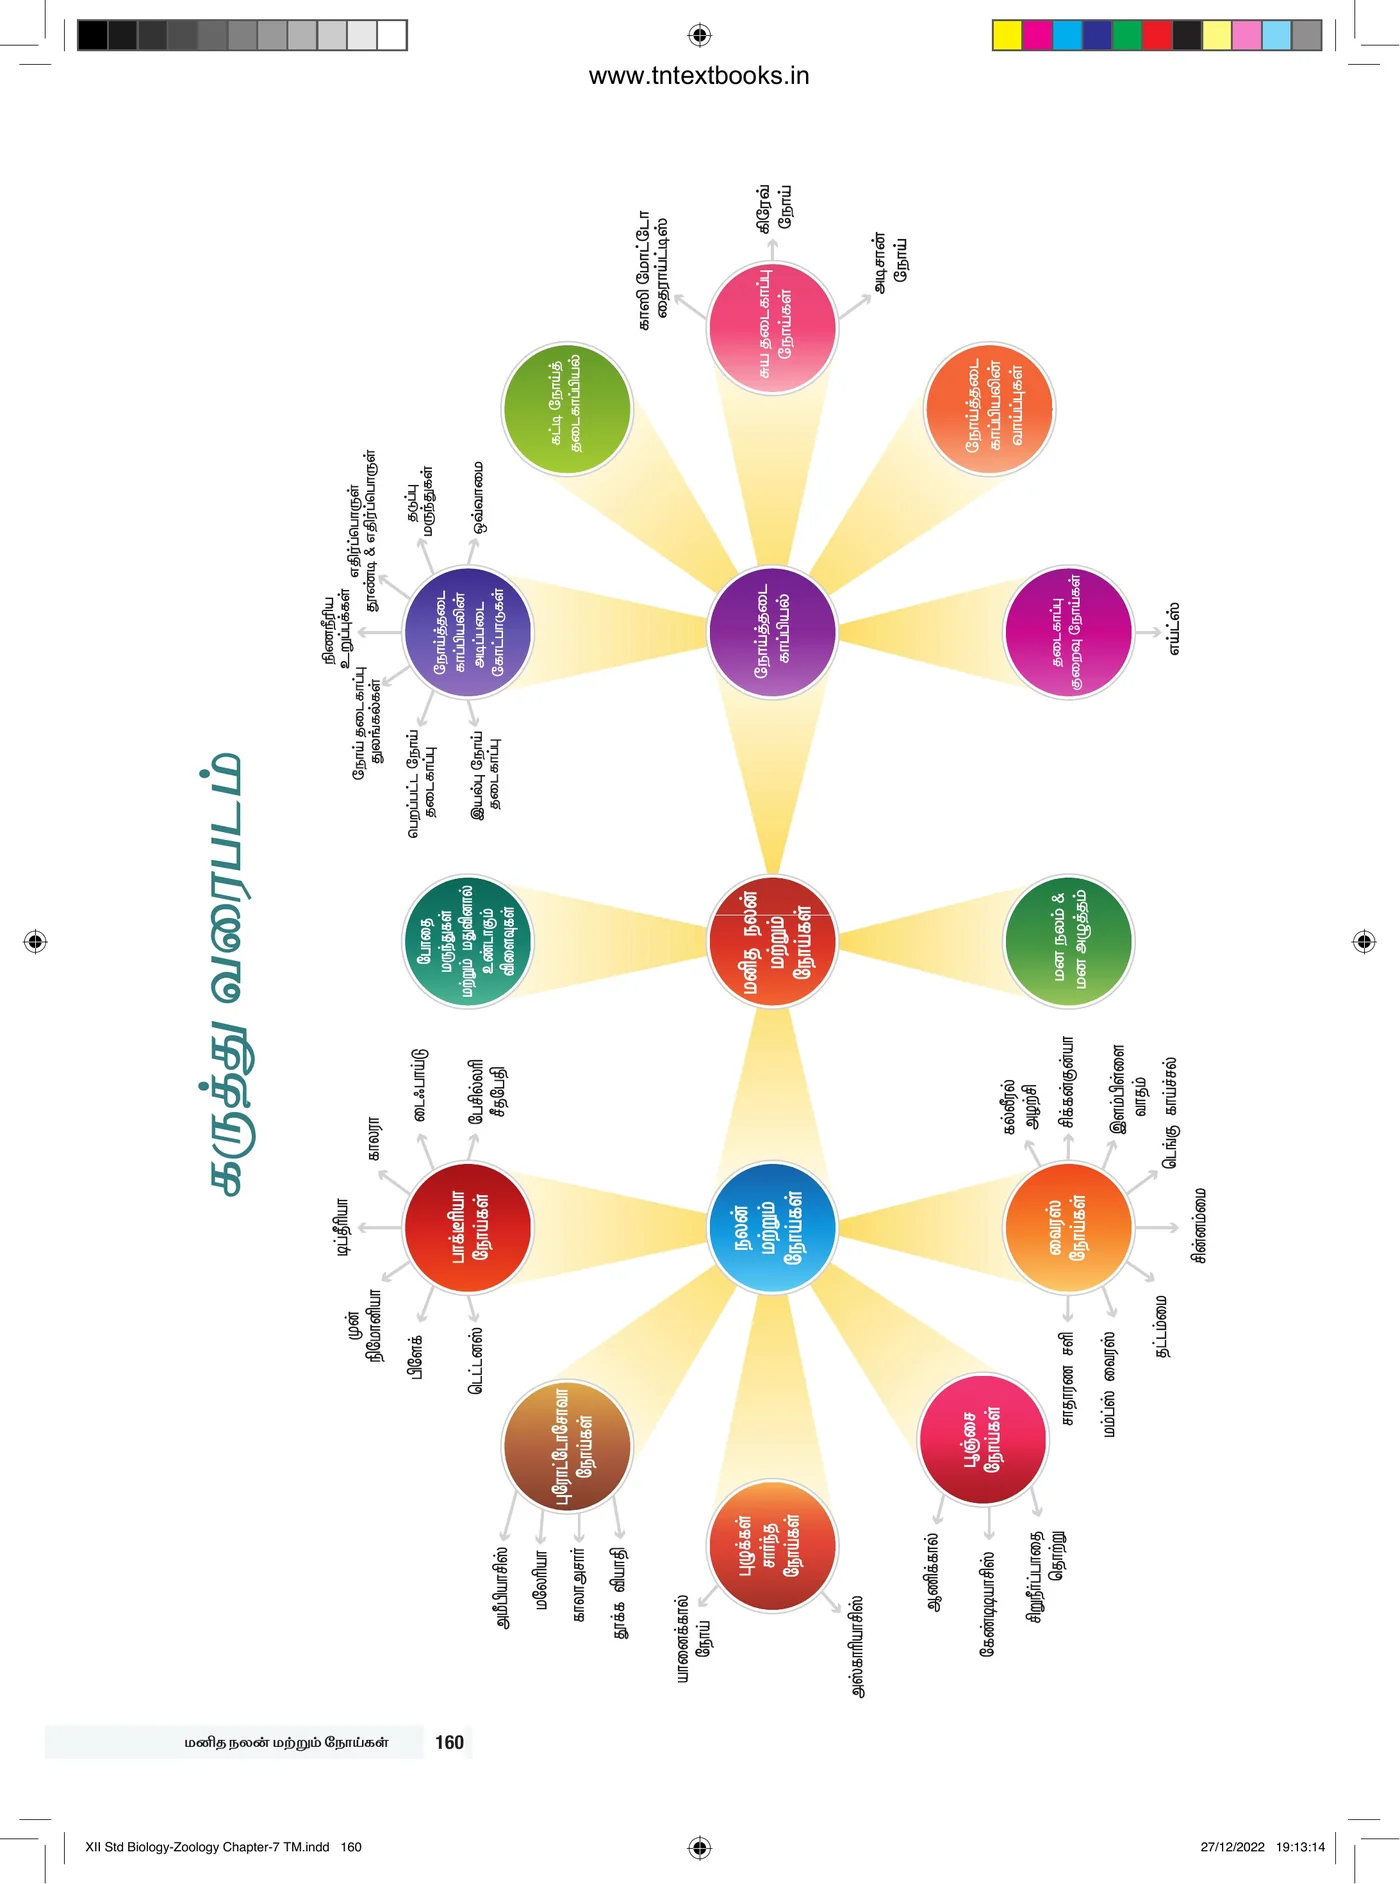 www.tntextbooks.in
கருத்து வரைபடம்
மனித நலன்
மற்றும்
நோய்கள்
நலன்
மற்றும்
நோய்கள்
பாக்டீரியா
நோய்கள்
டெட்டனஸ்
பிளேக்
முன்
நிமோனியா
டிப்தீரியா
காலரா
டைஃபாய்டு
பேசில்லரி
சீதபேதி
புரோட்டோசோவா
நோய்கள்
அமீபியாசிஸ்
மலேரியா
காலாஅசார்
தூக்க வியாதி
புழுக்கள்
சார்ந்த
நோய்கள்
யானைக்கால்
நோய்
அஸ்காரியாசிஸ்
பூஞ்சை
நோய்கள்
ஆணிக்கால்
கேண்டிடியாசிஸ்
சிறுநீர்ப்பாதை
தொற்று
வைரஸ்
நோய்கள்
சாதாரண சளி
மம்ப்ஸ் வைரஸ்
தட்டம்மை
சின்னம்மை
டெங்கு காய்ச்சல்
இளம்பிள்ளை
வாதம்
சிக்கன்குன்யா
கல்லீரல்
அழற்சி
போதை
மருந்துகள்
மற்றும் மதுவினால்
உண்டாகும்
விளைவுகள்
மன நலம் &
மன அழுத்தம்
நோய்த்தடை
காப்பியல்
நோய்த்தடை
காப்பியலின்
அடிப்படை
கோட்பாடுகள்
இயல்பு நோய்
தடைகாப்பு
பெறப்பட்ட நோய்
தடைகாப்பு
நோய் தடைகாப்பு
துலங்கல்கள்
நிணநீரிய
உறுப்புக்கள்
எதிர்ப்பொருள்
தூண்டி & எதிர்ப்பொருள்
தடுப்பு
மருந்துகள்
ஒவ்வாமை
கட்டி நோய்த்
தடைகாப்பியல்
சுய தடைகாப்பு
நோய்கள்
காஸி மோட்டோ
தைராய்ட்டிஸ்
கிரேவ்
நோய்
அடிசான்
நோய்
நோய்த்தடை
காப்பியலின்
வாய்ப்புகள்
தடைகாப்பு
குறைவு நோய்கள்
எய்ட்ஸ்
மனித நலன் மற்றும் நோய்கள் 160
XII Std Biology-Zoology Chapter-7 TM.indd 160
27/12/2022 19:13:14